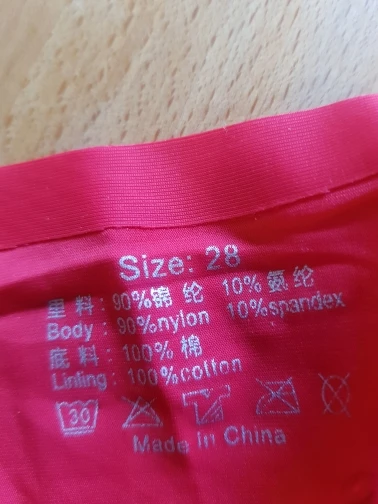 Size: 28
里 料: 90%锦 纶 10% 氨 纶
Body : 90%nylon 10%spandex
底 料: 100% 棉
Linling : 100%cotton
30
Made in China